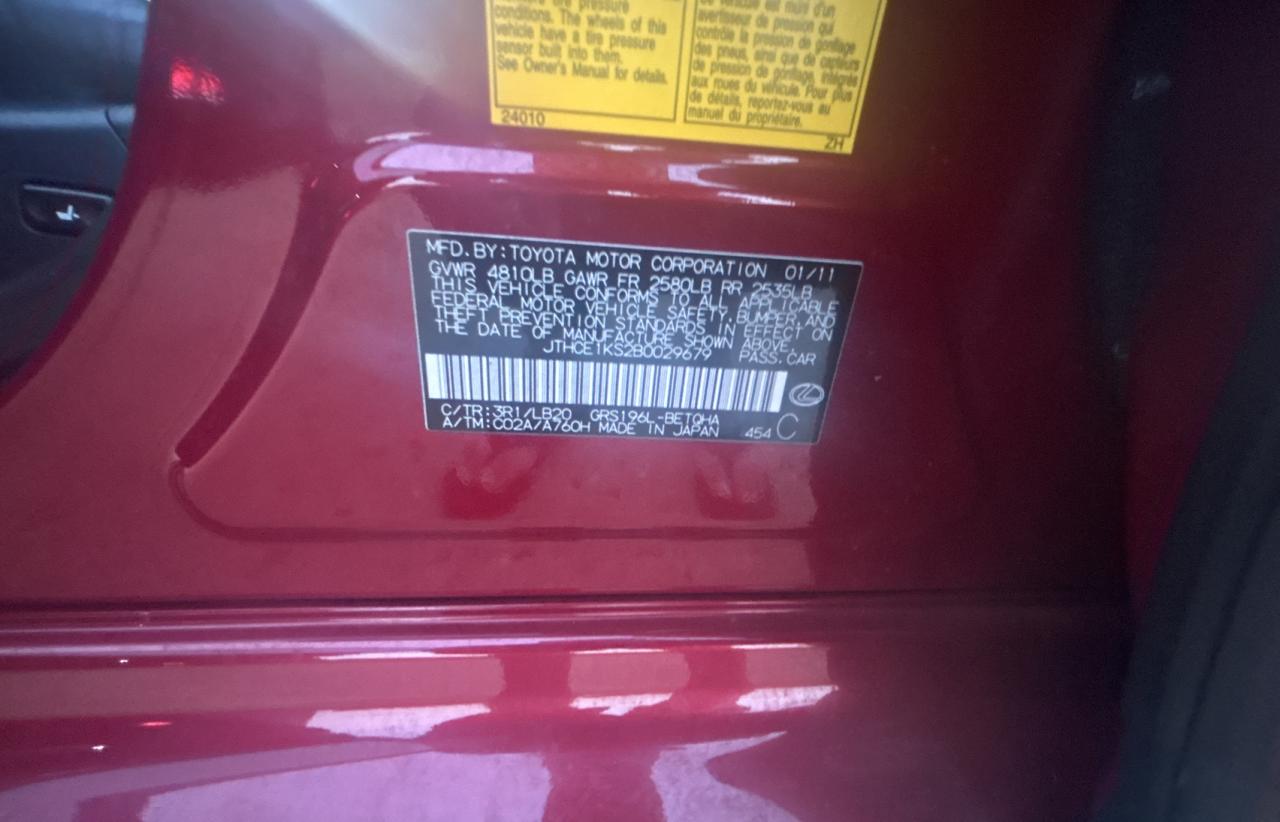 conditions. The wheels of this
vehicle have a tire pressure
sensor built into them.
See Owner's Manual for details.
24010
avertisseur de pression qui
contrôle la pression de gonflage
des pneus, ainsi que de capteurs
de pression de gonflage, intégrés
aux roues du véhicule. Pour plus
de détails, reportez-vous au
manuel du propriétaire.
ZH
MFD.BY:TOYOTA MOTOR CORPORATION 01/11
GVWR 4810LB GAWR FR 2580LB RR 2535LB
THIS VEHICLE CONFORMS TO ALL APPLICABLE
FEDERAL MOTOR VEHICLE SAFETY,BUMPER,AND
THEFT PREVENTION STANDARDS IN EFFECT ON
THE DATE OF MANUFACTURE SHOWN ABOVE.
JTHCE1KS2B0029679 PASS.CAR
C/TR:3R1/LB20 GRS196L-BETQHA
A/TM:C02A/A760H MADE IN JAPAN 454 C